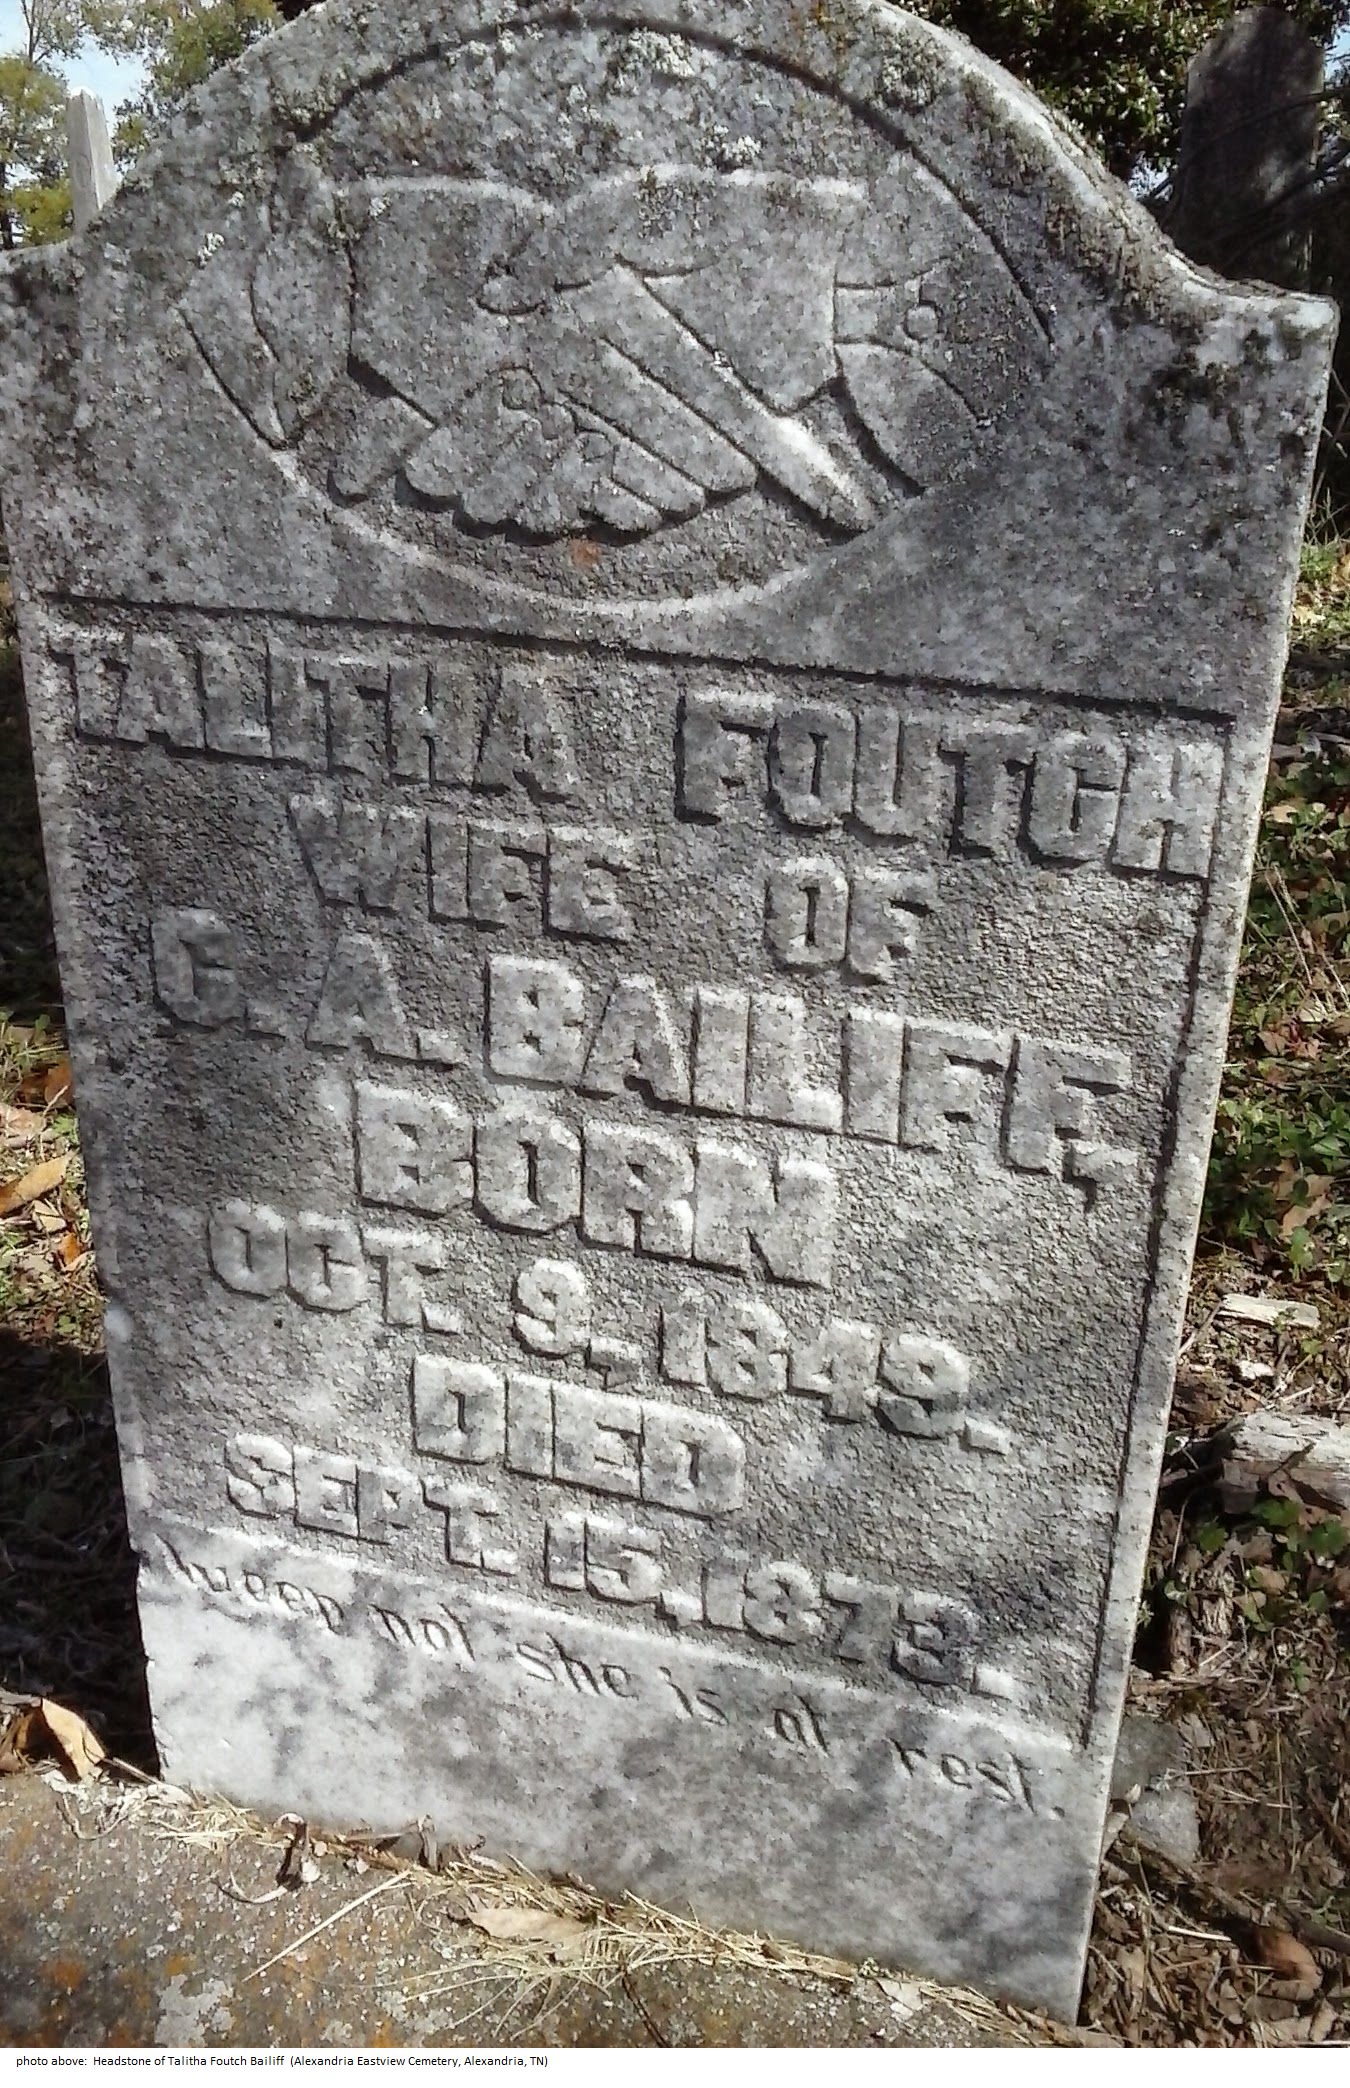 TALITHA FOUTCH
WIFE OF
C. A. BAILIFF,
BORN
OCT. 9, 1849.
DIED
SEPT. 15, 1873.
Weep not she is at rest.
photo above: Headstone of Talitha Foutch Bailiff (Alexandria Eastview Cemetery, Alexandria, TN)